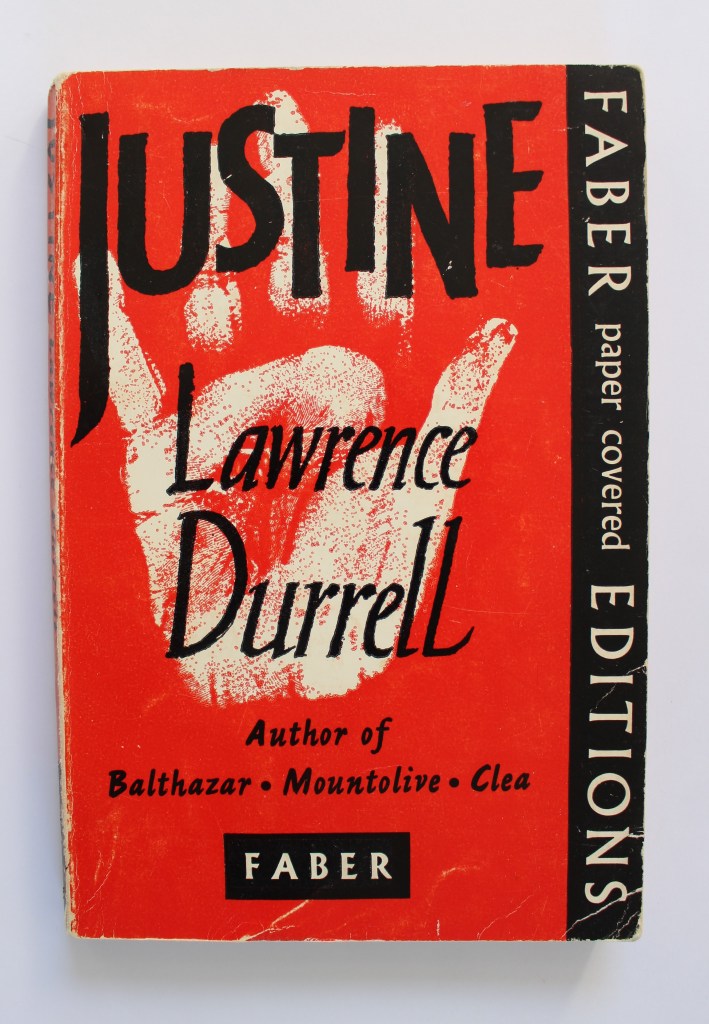 JUSTINE
Lawrence
Durrell
Author of
Balthazar • Mountolive • Clea
FABER
FABER paper covered EDITIONS